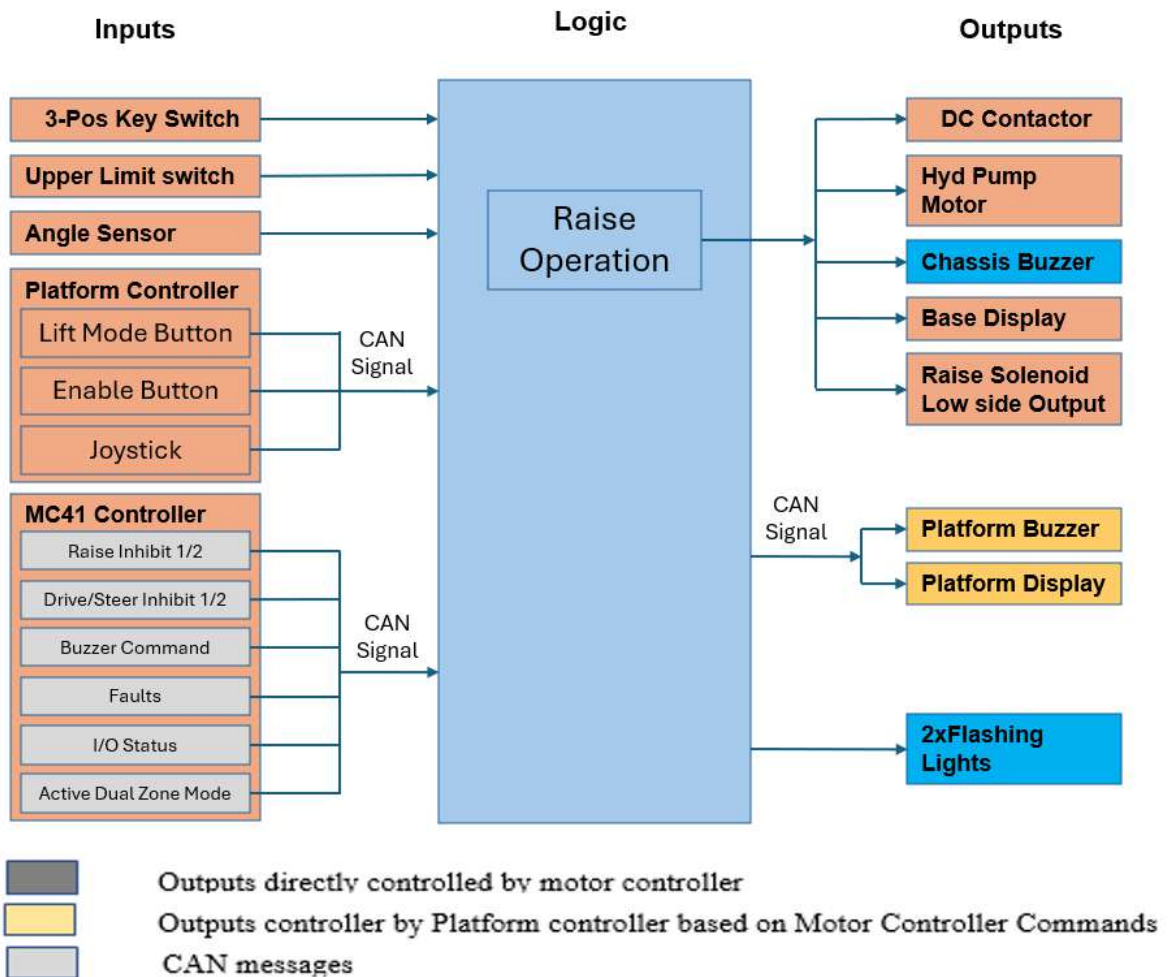 Inputs
Logic
Outputs
3-Pos Key Switch
Upper Limit switch
Angle Sensor
Platform Controller
Lift Mode Button
Enable Button
Joystick
CAN
Signal
MC41 Controller
Raise Inhibit 1/2
Drive/Steer Inhibit 1/2
Buzzer Command
Faults
I/O Status
Active Dual Zone Mode
CAN
Signal
Raise
Operation
DC Contactor
Hyd Pump
Motor
Chassis Buzzer
Base Display
Raise Solenoid
Low side Output
CAN
Signal
Platform Buzzer
Platform Display
2xFlashing
Lights
Outputs directly controlled by motor controller
Outputs controller by Platform controller based on Motor Controller Commands
CAN messages